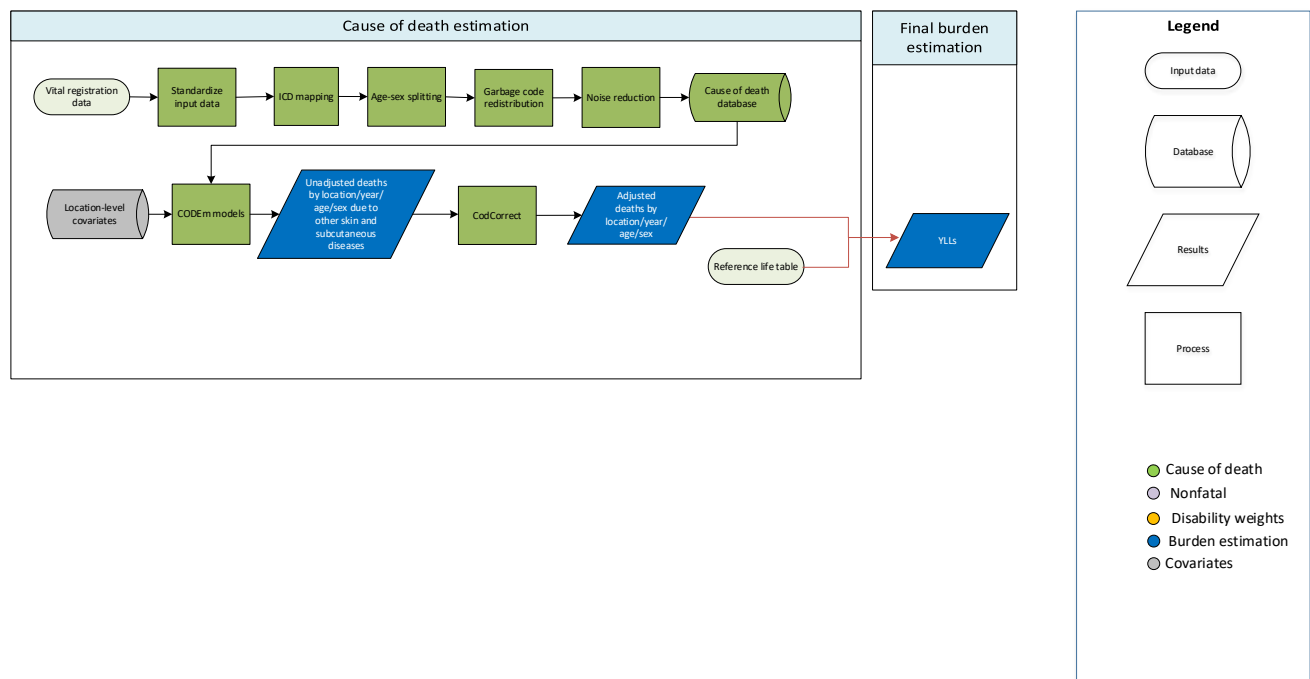 Cause of death estimation
Final burden
estimation
Legend
Vital registration
data
Standardize
input data
ICD mapping
Age-sex splitting
Garbage code
redistribution
Noise reduction
Cause of death
database
Input data
Database
Location-level
covariates
CODEm models
Unadjusted deaths
by location/year/
age/sex due to
other skin and
subcutaneous
diseases
CodCorrect
Adjusted
deaths by
location/year/
age/sex
Reference life table
YLLs
Results
Process
Cause of death
Nonfatal
Disability weights
Burden estimation
Covariates